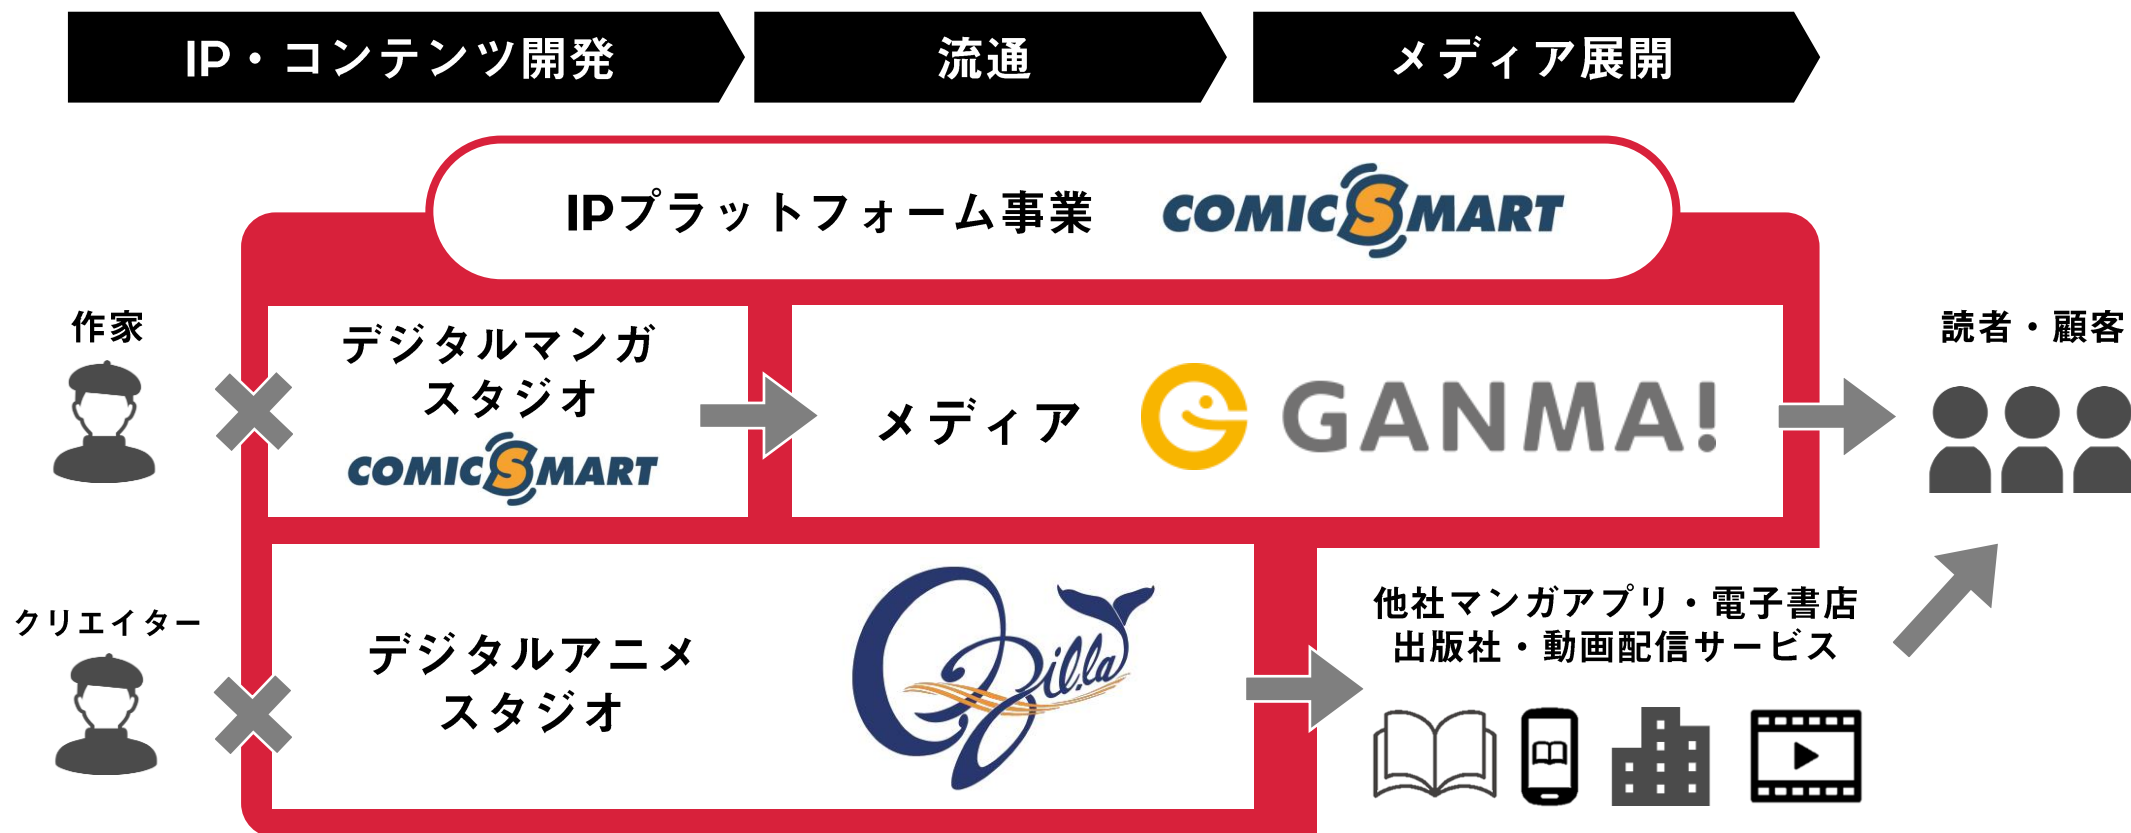 IP・コンテンツ開発
流通
メディア展開
IPプラットフォーム事業
COMICSMART
作家
デジタルマンガ
スタジオ
COMICSMART
メディア
GANMA!
読者・顧客
クリエイター
デジタルアニメ
スタジオ
他社マンガアプリ・電子書店
出版社・動画配信サービス